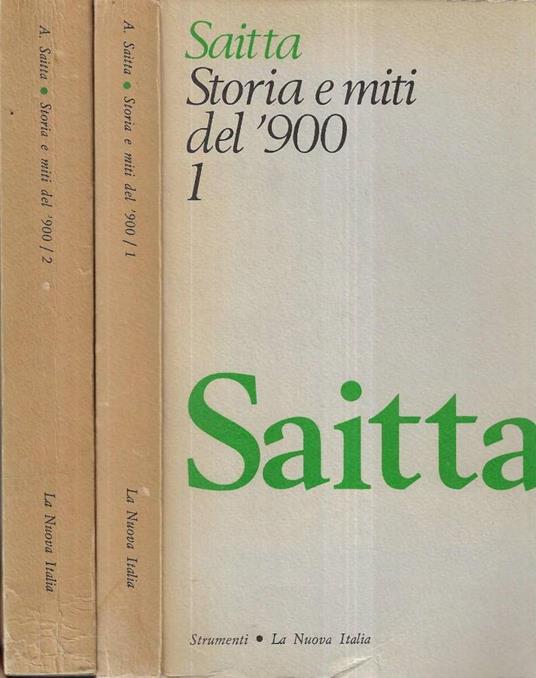 A. Saitta • Storia e miti del '900 / 2
La Nuova Italia
A. Saitta • Storia e miti del '900 / 1
La Nuova Italia
Saitta
Storia e miti
del '900
1
Saitta
Strumenti • La Nuova Italia